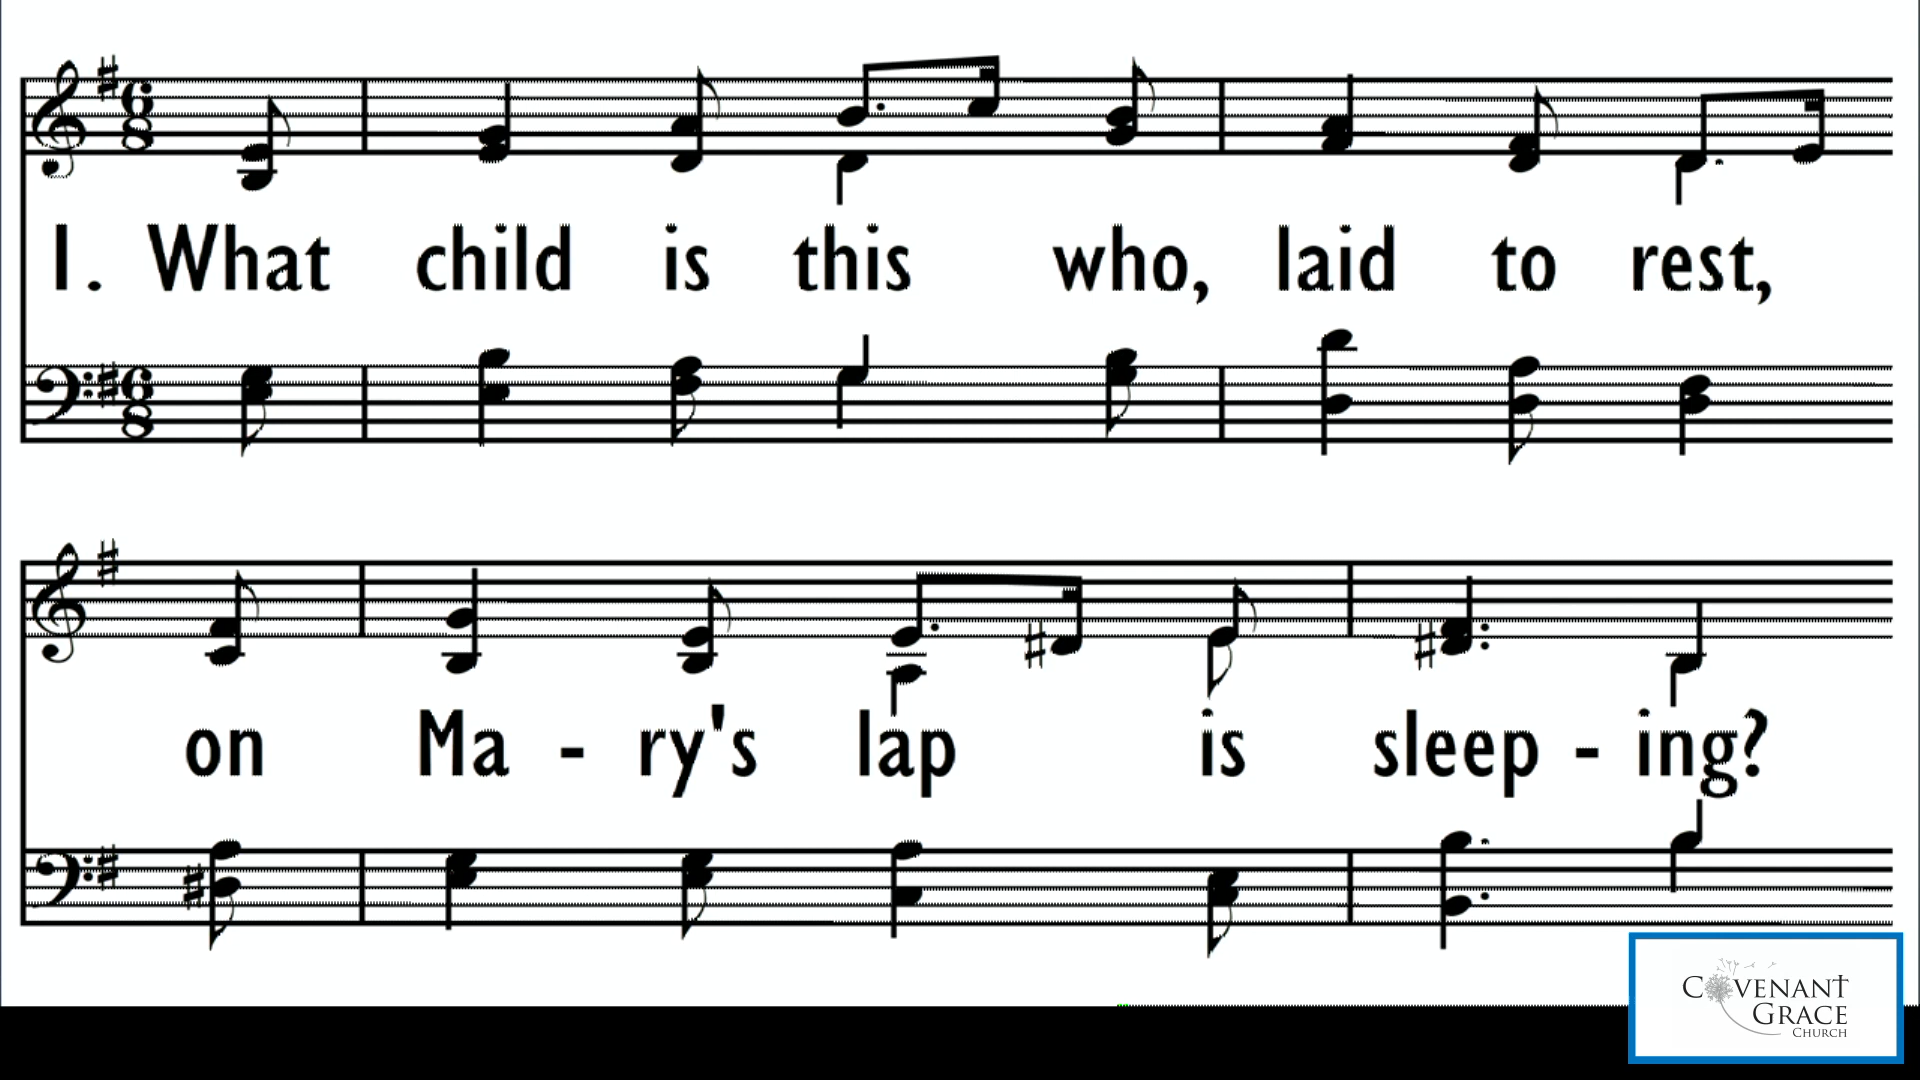 1. What child is this who, laid to rest,
on Ma - ry's lap is sleep - ing?
COVENANT
GRACE
CHURCH